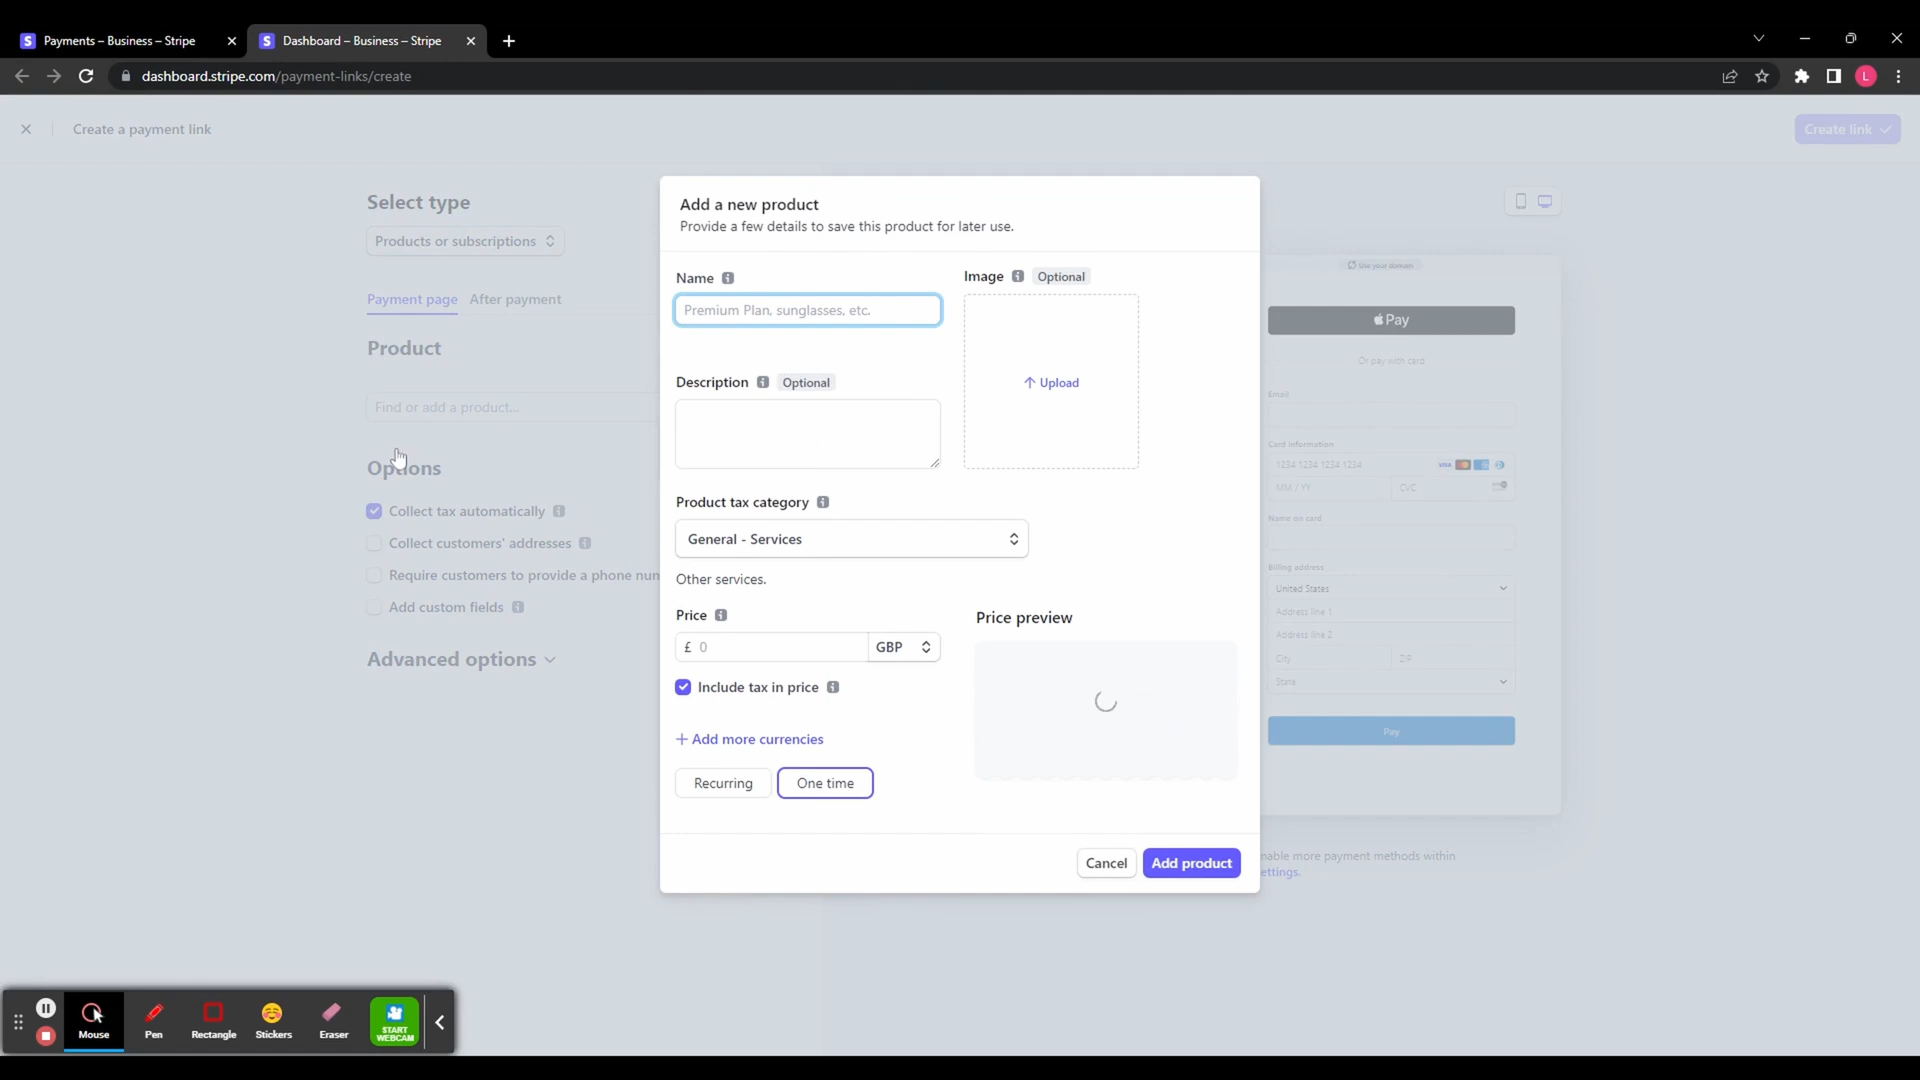 Payments – Business – Stripe
Dashboard – Business – Stripe
dashboard.stripe.com/payment-links/create
L
Create a payment link
Create link
Select type
Products or subscriptions
Payment page
After payment
Product
Find or add a product...
Options
Collect tax automatically
Collect customers' addresses
Require customers to provide a phone num
Add custom fields
Advanced options
Add a new product
Provide a few details to save this product for later use.
Name
Premium Plan, sunglasses, etc.
Image Optional
Upload
Description Optional
Product tax category
General - Services
Other services.
Price
£ 0 GBP
Include tax in price
+ Add more currencies
Recurring
One time
Price preview
Cancel
Add product
Use your domain
Pay
Or pay with card
Email
Card information
1234 1234 1234 1234
VISA
MM / YY
CVC
Name on card
Billing address
United States
Address line 1
Address line 2
City
ZIP
State
Pay
nable more payment methods within
ettings.
Mouse
Pen
Rectangle
Stickers
Eraser
START
WEBCAM